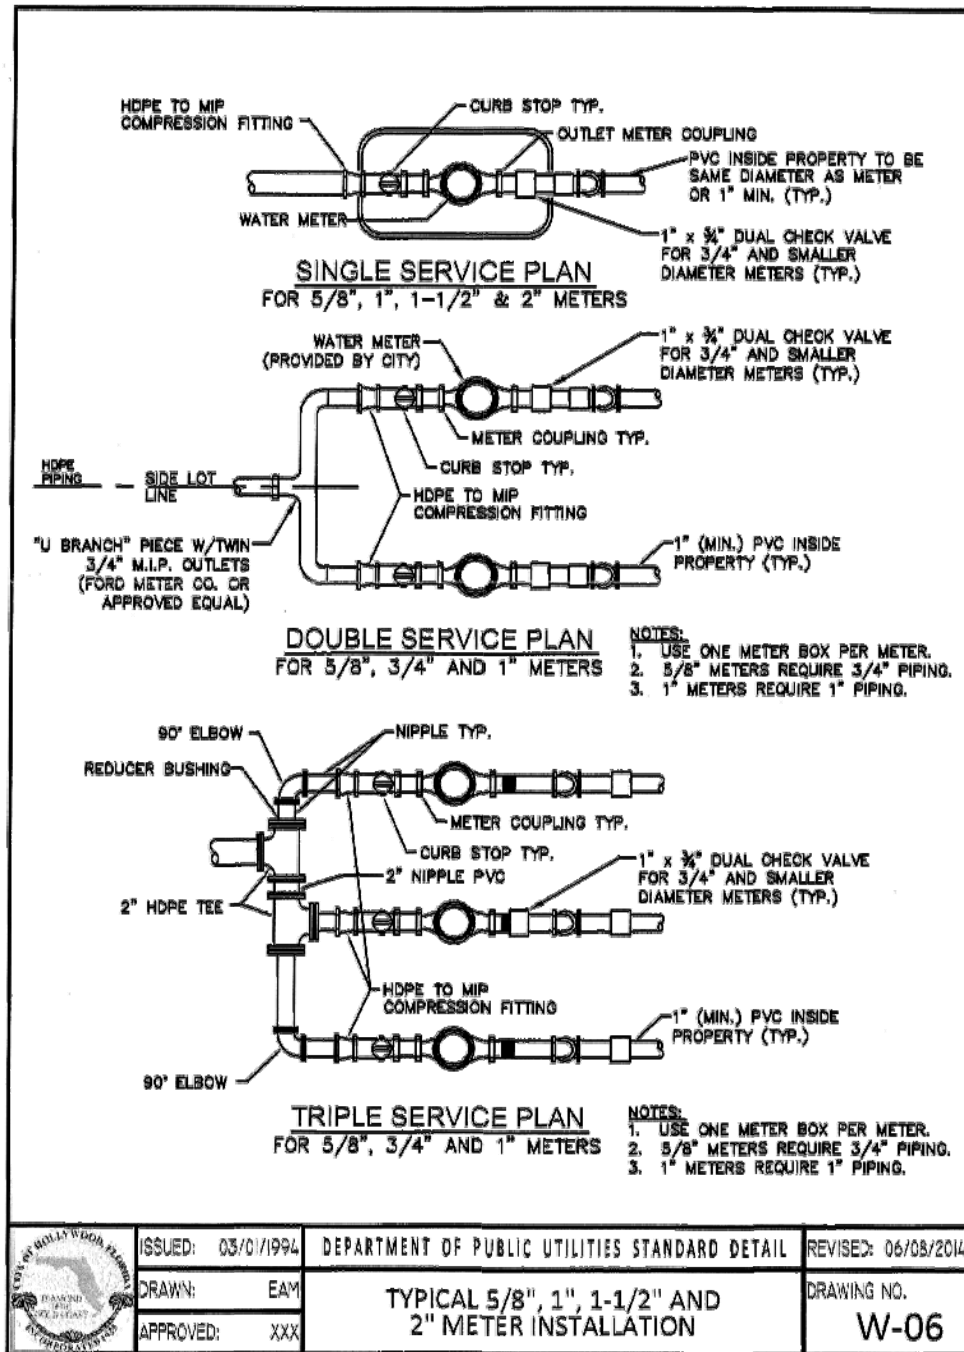 HDPE TO MIP
COMPRESSION FITTING
CURB STOP TYP.
OUTLET METER COUPLING
PVC INSIDE PROPERTY TO BE
SAME DIAMETER AS METER
OR 1" MIN. (TYP.)
WATER METER
1" x ¾" DUAL CHECK VALVE
FOR 3/4" AND SMALLER
DIAMETER METERS (TYP.)
SINGLE SERVICE PLAN
FOR 5/8", 1", 1-1/2" & 2" METERS
WATER METER
(PROVIDED BY CITY)
1" x ¾" DUAL CHECK VALVE
FOR 3/4" AND SMALLER
DIAMETER METERS (TYP.)
METER COUPLING TYP.
CURB STOP TYP.
HDPE
PIPING
SIDE LOT
LINE
HDPE TO MIP
COMPRESSION FITTING
"U BRANCH" PIECE W/TWIN
3/4" M.I.P. OUTLETS
(FORD METER CO. OR
APPROVED EQUAL)
1" (MIN.) PVC INSIDE
PROPERTY (TYP.)
DOUBLE SERVICE PLAN
FOR 5/8", 3/4" AND 1" METERS
NOTES:
1. USE ONE METER BOX PER METER.
2. 5/8" METERS REQUIRE 3/4" PIPING.
3. 1" METERS REQUIRE 1" PIPING.
90° ELBOW
NIPPLE TYP.
REDUCER BUSHING
METER COUPLING TYP.
CURB STOP TYP.
2" NIPPLE PVC
1" x ¾" DUAL CHECK VALVE
FOR 3/4" AND SMALLER
DIAMETER METERS (TYP.)
2" HDPE TEE
HDPE TO MIP
COMPRESSION FITTING
1" (MIN.) PVC INSIDE
PROPERTY (TYP.)
90° ELBOW
TRIPLE SERVICE PLAN
FOR 5/8", 3/4" AND 1" METERS
NOTES:
1. USE ONE METER BOX PER METER.
2. 5/8" METERS REQUIRE 3/4" PIPING.
3. 1" METERS REQUIRE 1" PIPING.
CITY OF HOLLYWOOD, FLORIDA
DIAMOND
OF THE
GOLD COAST
INCORPORATED 1925
ISSUED: 03/01/1994
DRAWN: EAM
APPROVED: XXX
DEPARTMENT OF PUBLIC UTILITIES STANDARD DETAIL
TYPICAL 5/8", 1", 1-1/2" AND
2" METER INSTALLATION
REVISED: 06/08/2014
DRAWING NO.
W-06